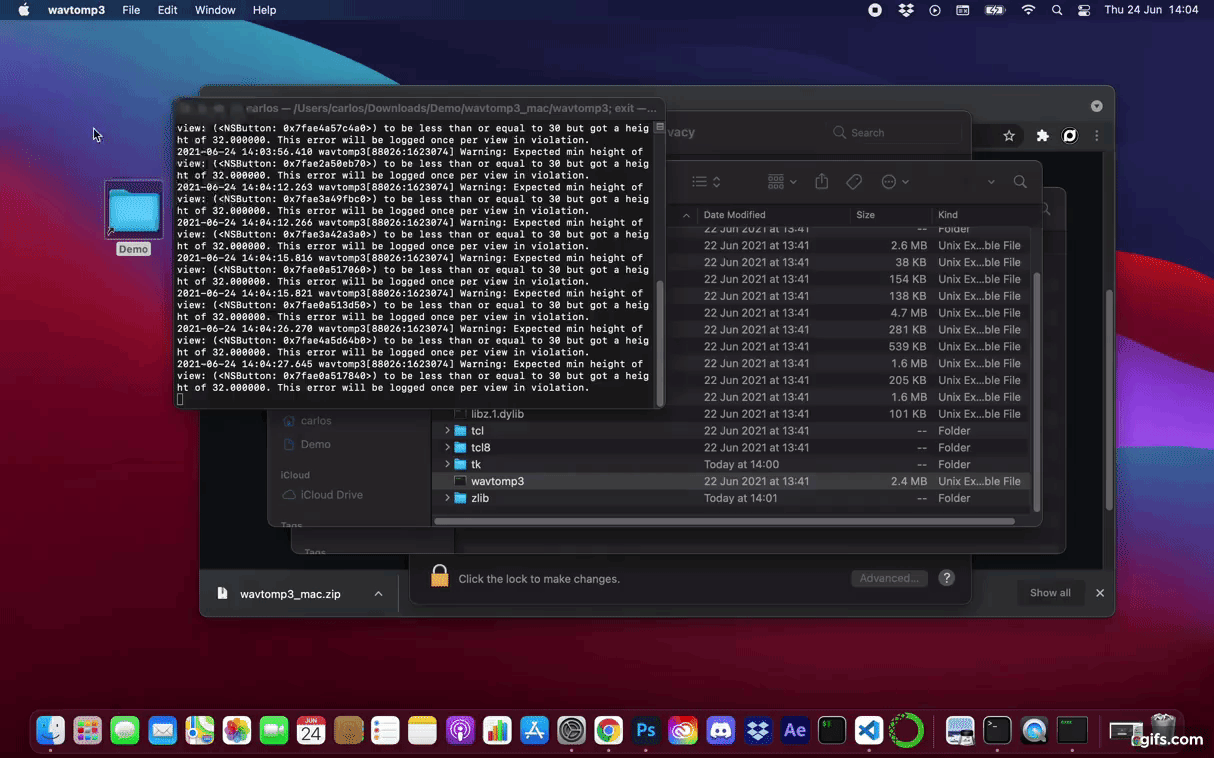 wavtomp3 File Edit Window Help Thu 24 Jun 14:04
carlos — /Users/carlos/Downloads/Demo/wavtomp3_mac/wavtomp3; exit —...
view: (<NSButton: 0x7fae4a57c4a0>) to be less than or equal to 30 but got a heig
ht of 32.000000. This error will be logged once per view in violation.
2021-06-24 14:03:56.410 wavtomp3[88026:1623074] Warning: Expected min height of
view: (<NSButton: 0x7fae2a50eb70>) to be less than or equal to 30 but got a heig
ht of 32.000000. This error will be logged once per view in violation.
2021-06-24 14:04:12.263 wavtomp3[88026:1623074] Warning: Expected min height of
view: (<NSButton: 0x7fae3a49fbc0>) to be less than or equal to 30 but got a heig
ht of 32.000000. This error will be logged once per view in violation.
2021-06-24 14:04:12.266 wavtomp3[88026:1623074] Warning: Expected min height of
view: (<NSButton: 0x7fae3a42a3a0>) to be less than or equal to 30 but got a heig
ht of 32.000000. This error will be logged once per view in violation.
2021-06-24 14:04:15.816 wavtomp3[88026:1623074] Warning: Expected min height of
view: (<NSButton: 0x7fae0a517060>) to be less than or equal to 30 but got a heig
ht of 32.000000. This error will be logged once per view in violation.
2021-06-24 14:04:15.821 wavtomp3[88026:1623074] Warning: Expected min height of
view: (<NSButton: 0x7fae0a513d50>) to be less than or equal to 30 but got a heig
ht of 32.000000. This error will be logged once per view in violation.
2021-06-24 14:04:26.270 wavtomp3[88026:1623074] Warning: Expected min height of
view: (<NSButton: 0x7fae4a5d64b0>) to be less than or equal to 30 but got a heig
ht of 32.000000. This error will be logged once per view in violation.
2021-06-24 14:04:27.645 wavtomp3[88026:1623074] Warning: Expected min height of
view: (<NSButton: 0x7fae0a517840>) to be less than or equal to 30 but got a heig
ht of 32.000000. This error will be logged once per view in violation.
Demo
vacy Search
Date Modified Size Kind
22 Jun 2021 at 13:41 -- Folder
22 Jun 2021 at 13:41 2.6 MB Unix Ex...ble File
22 Jun 2021 at 13:41 38 KB Unix Ex...ble File
22 Jun 2021 at 13:41 154 KB Unix Ex...ble File
22 Jun 2021 at 13:41 138 KB Unix Ex...ble File
22 Jun 2021 at 13:41 4.7 MB Unix Ex...ble File
22 Jun 2021 at 13:41 281 KB Unix Ex...ble File
22 Jun 2021 at 13:41 539 KB Unix Ex...ble File
22 Jun 2021 at 13:41 1.6 MB Unix Ex...ble File
22 Jun 2021 at 13:41 205 KB Unix Ex...ble File
22 Jun 2021 at 13:41 1.6 MB Unix Ex...ble File
libz.1.dylib 22 Jun 2021 at 13:41 101 KB Unix Ex...ble File
tcl 22 Jun 2021 at 13:41 -- Folder
tcl8 22 Jun 2021 at 13:41 -- Folder
tk Today at 14:00 -- Folder
wavtomp3 22 Jun 2021 at 13:41 2.4 MB Unix Ex...ble File
zlib Today at 14:01 -- Folder
carlos
Demo
iCloud
iCloud Drive
Tags
Tags
Click the lock to make changes. Advanced... ?
wavtomp3_mac.zip Show all
JUN
24
Ps
Ae
$$
gifs.com